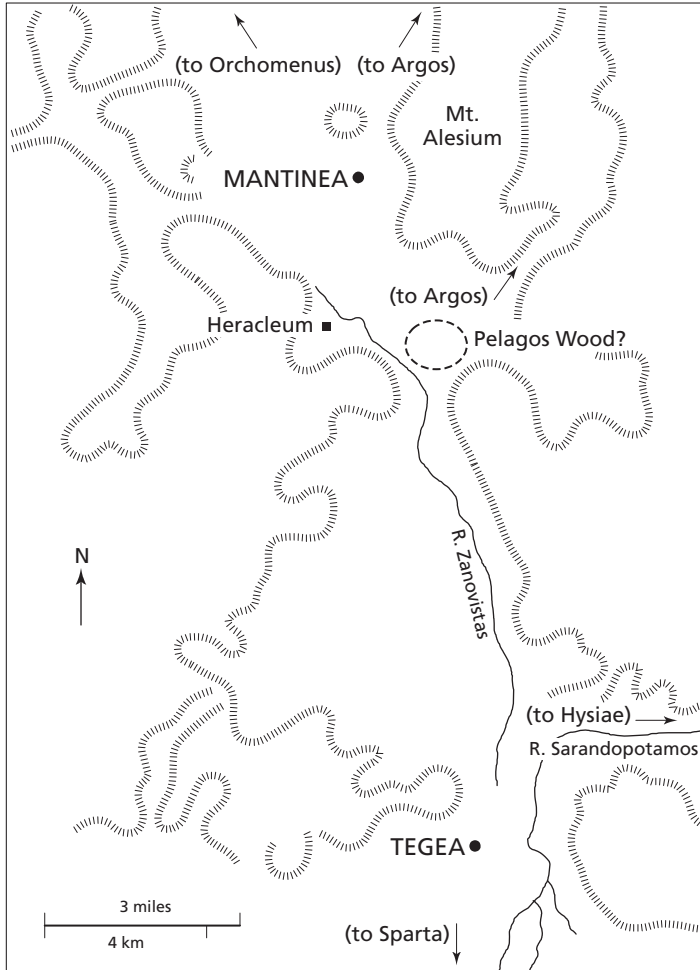 (to Orchomenus)
(to Argos)
Mt.
Alesium
MANTINEA
(to Argos)
Heracleum
Pelagos Wood?
N
R. Zanovistas
(to Hysiae)
R. Sarandopotamos
TEGEA
3 miles
4 km
(to Sparta)